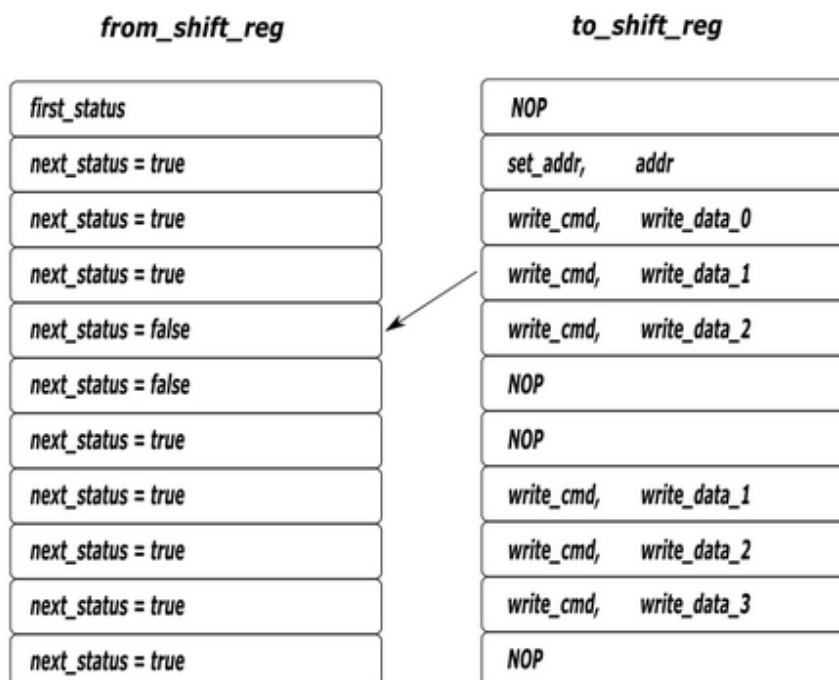 from_shift_reg
first_status
next_status = true
next_status = true
next_status = true
next_status = false
next_status = false
next_status = true
next_status = true
next_status = true
next_status = true
next_status = true
to_shift_reg
NOP
set_addr, addr
write_cmd, write_data_0
write_cmd, write_data_1
write_cmd, write_data_2
NOP
NOP
write_cmd, write_data_1
write_cmd, write_data_2
write_cmd, write_data_3
NOP